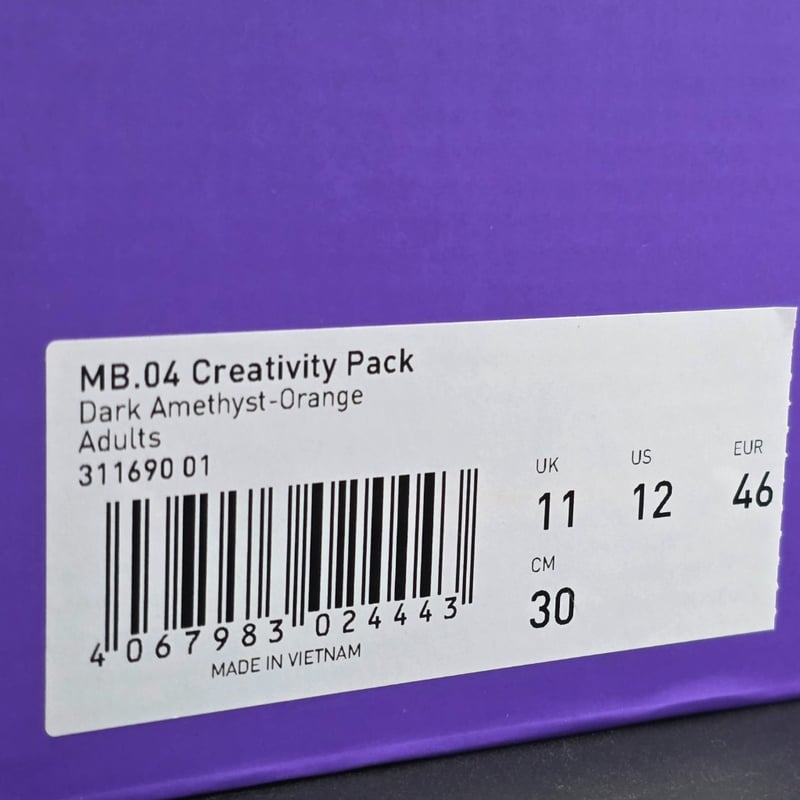 MB.04 Creativity Pack
Dark Amethyst-Orange
Adults
311690 01
UK US EUR
11 12 46
CM
30
4 067983 024443
MADE IN VIETNAM